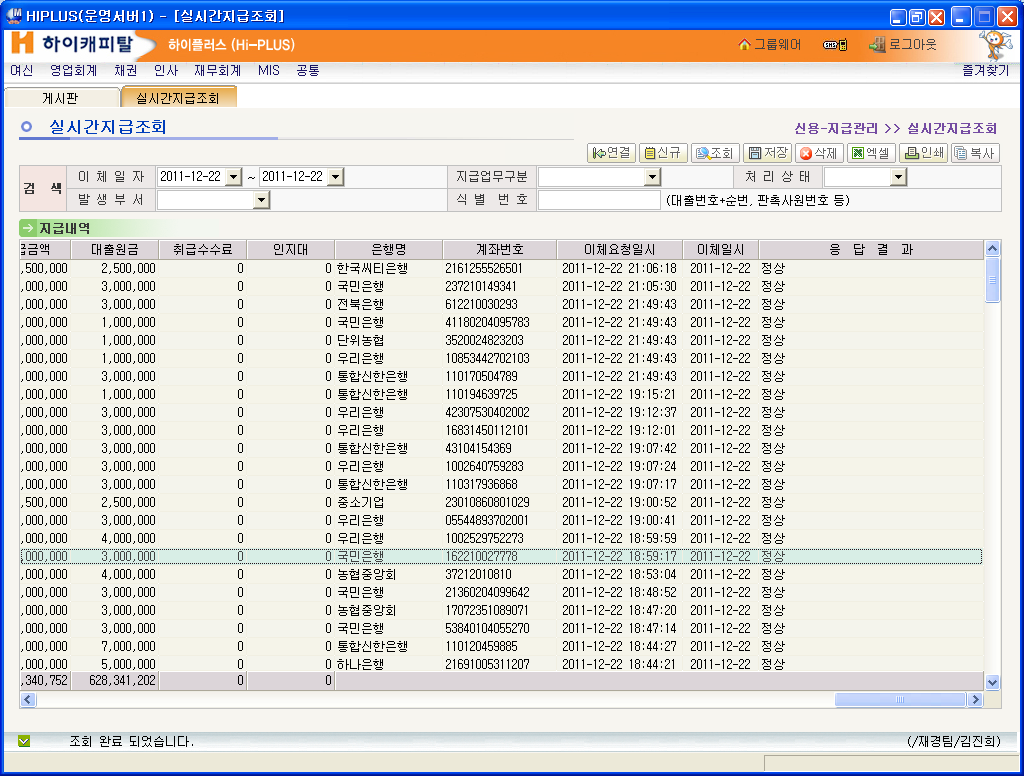 HIPLUS(운영서버1) - [실시간지급조회]
하이캐피탈 하이플러스 (Hi-PLUS) 그룹웨어 로그아웃
여신 영업회계 채권 인사 재무회계 MIS 공통 즐겨찾기
게시판 실시간지급조회
실시간지급조회 신용-지급관리 >> 실시간지급조회
연결 신규 조회 저장 삭제 엑셀 인쇄 복사
검 색 이 체 일 자 2011-12-22 ~ 2011-12-22 지급업무구분 처 리 상 태
발 생 부 서 식 별 번 호 (대출번호+순번, 판촉사원번호 등)
지급내역
급금액 대출원금 취급수수료 인지대 은행명 계좌번호 이체요청일시 이체일시 응 답 결 과
,500,000 2,500,000 0 0 한국씨티은행 2161255526501 2011-12-22 21:06:18 2011-12-22 정상
,000,000 3,000,000 0 0 국민은행 237210149341 2011-12-22 21:05:30 2011-12-22 정상
,000,000 3,000,000 0 0 전북은행 612210030293 2011-12-22 21:49:43 2011-12-22 정상
,000,000 1,000,000 0 0 국민은행 41180204095783 2011-12-22 21:49:43 2011-12-22 정상
,000,000 1,000,000 0 0 단위농협 3520024823203 2011-12-22 21:49:43 2011-12-22 정상
,000,000 1,000,000 0 0 우리은행 10853442702103 2011-12-22 21:49:43 2011-12-22 정상
,000,000 3,000,000 0 0 통합신한은행 110170504789 2011-12-22 21:49:43 2011-12-22 정상
,000,000 1,000,000 0 0 통합신한은행 110194639725 2011-12-22 19:15:21 2011-12-22 정상
,000,000 3,000,000 0 0 우리은행 42307530402002 2011-12-22 19:12:37 2011-12-22 정상
,000,000 3,000,000 0 0 우리은행 16831450112101 2011-12-22 19:12:01 2011-12-22 정상
,000,000 3,000,000 0 0 통합신한은행 43104154369 2011-12-22 19:07:42 2011-12-22 정상
,000,000 3,000,000 0 0 우리은행 1002640759283 2011-12-22 19:07:24 2011-12-22 정상
,000,000 3,000,000 0 0 통합신한은행 110317936868 2011-12-22 19:07:17 2011-12-22 정상
,500,000 2,500,000 0 0 중소기업 23010860801029 2011-12-22 19:00:52 2011-12-22 정상
,000,000 3,000,000 0 0 우리은행 05544893702001 2011-12-22 19:00:41 2011-12-22 정상
,000,000 4,000,000 0 0 우리은행 1002529752273 2011-12-22 18:59:59 2011-12-22 정상
,000,000 3,000,000 0 0 국민은행 162210027778 2011-12-22 18:59:17 2011-12-22 정상
,000,000 4,000,000 0 0 농협중앙회 37212010810 2011-12-22 18:53:04 2011-12-22 정상
,000,000 3,000,000 0 0 국민은행 21360204099642 2011-12-22 18:48:52 2011-12-22 정상
,000,000 3,000,000 0 0 농협중앙회 17072351089071 2011-12-22 18:47:20 2011-12-22 정상
,000,000 3,000,000 0 0 국민은행 53840104055270 2011-12-22 18:47:14 2011-12-22 정상
,000,000 7,000,000 0 0 통합신한은행 110120459885 2011-12-22 18:44:27 2011-12-22 정상
,000,000 5,000,000 0 0 하나은행 21691005311207 2011-12-22 18:44:21 2011-12-22 정상
,340,752 628,341,202 0 0
조회 완료 되었습니다. (/재경팀/김진희)